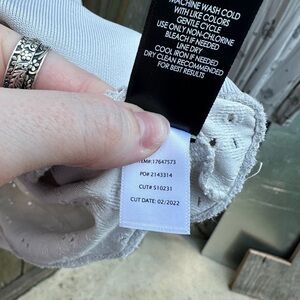 MACHINE WASH COLD
WITH LIKE COLORS
GENTLE CYCLE
USE ONLY NON-CHLORINE
BLEACH IF NEEDED
LINE DRY
COOL IRON IF NEEDED
DRY CLEAN RECOMMENDED
FOR BEST RESULTS
ITEM#:17647573
PO# 2143314
CUT# 510231
CUT DATE: 02/2022